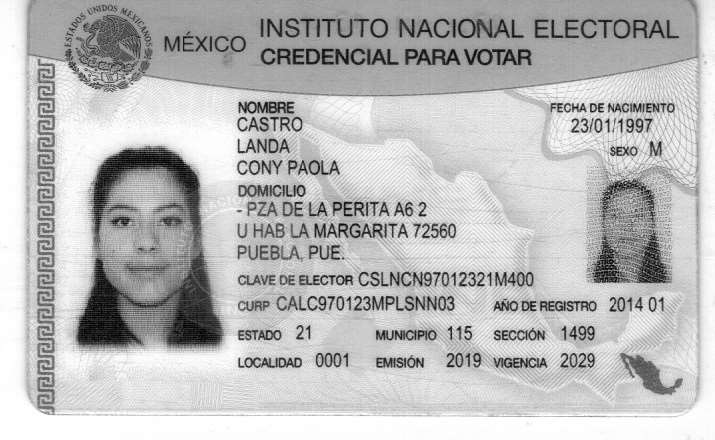 ESTADOS UNIDOS MEXICANOS
MÉXICO
INSTITUTO NACIONAL ELECTORAL
CREDENCIAL PARA VOTAR
NOMBRE
CASTRO
LANDA
CONY PAOLA
FECHA DE NACIMIENTO
23/01/1997
SEXO M
DOMICILIO
- PZA DE LA PERITA A6 2
U HAB LA MARGARITA 72560
PUEBLA, PUE.
CLAVE DE ELECTOR CSLNCN97012321M400
CURP CALC970123MPLSNN03 AÑO DE REGISTRO 2014 01
ESTADO 21 MUNICIPIO 115 SECCIÓN 1499
LOCALIDAD 0001 EMISIÓN 2019 VIGENCIA 2029